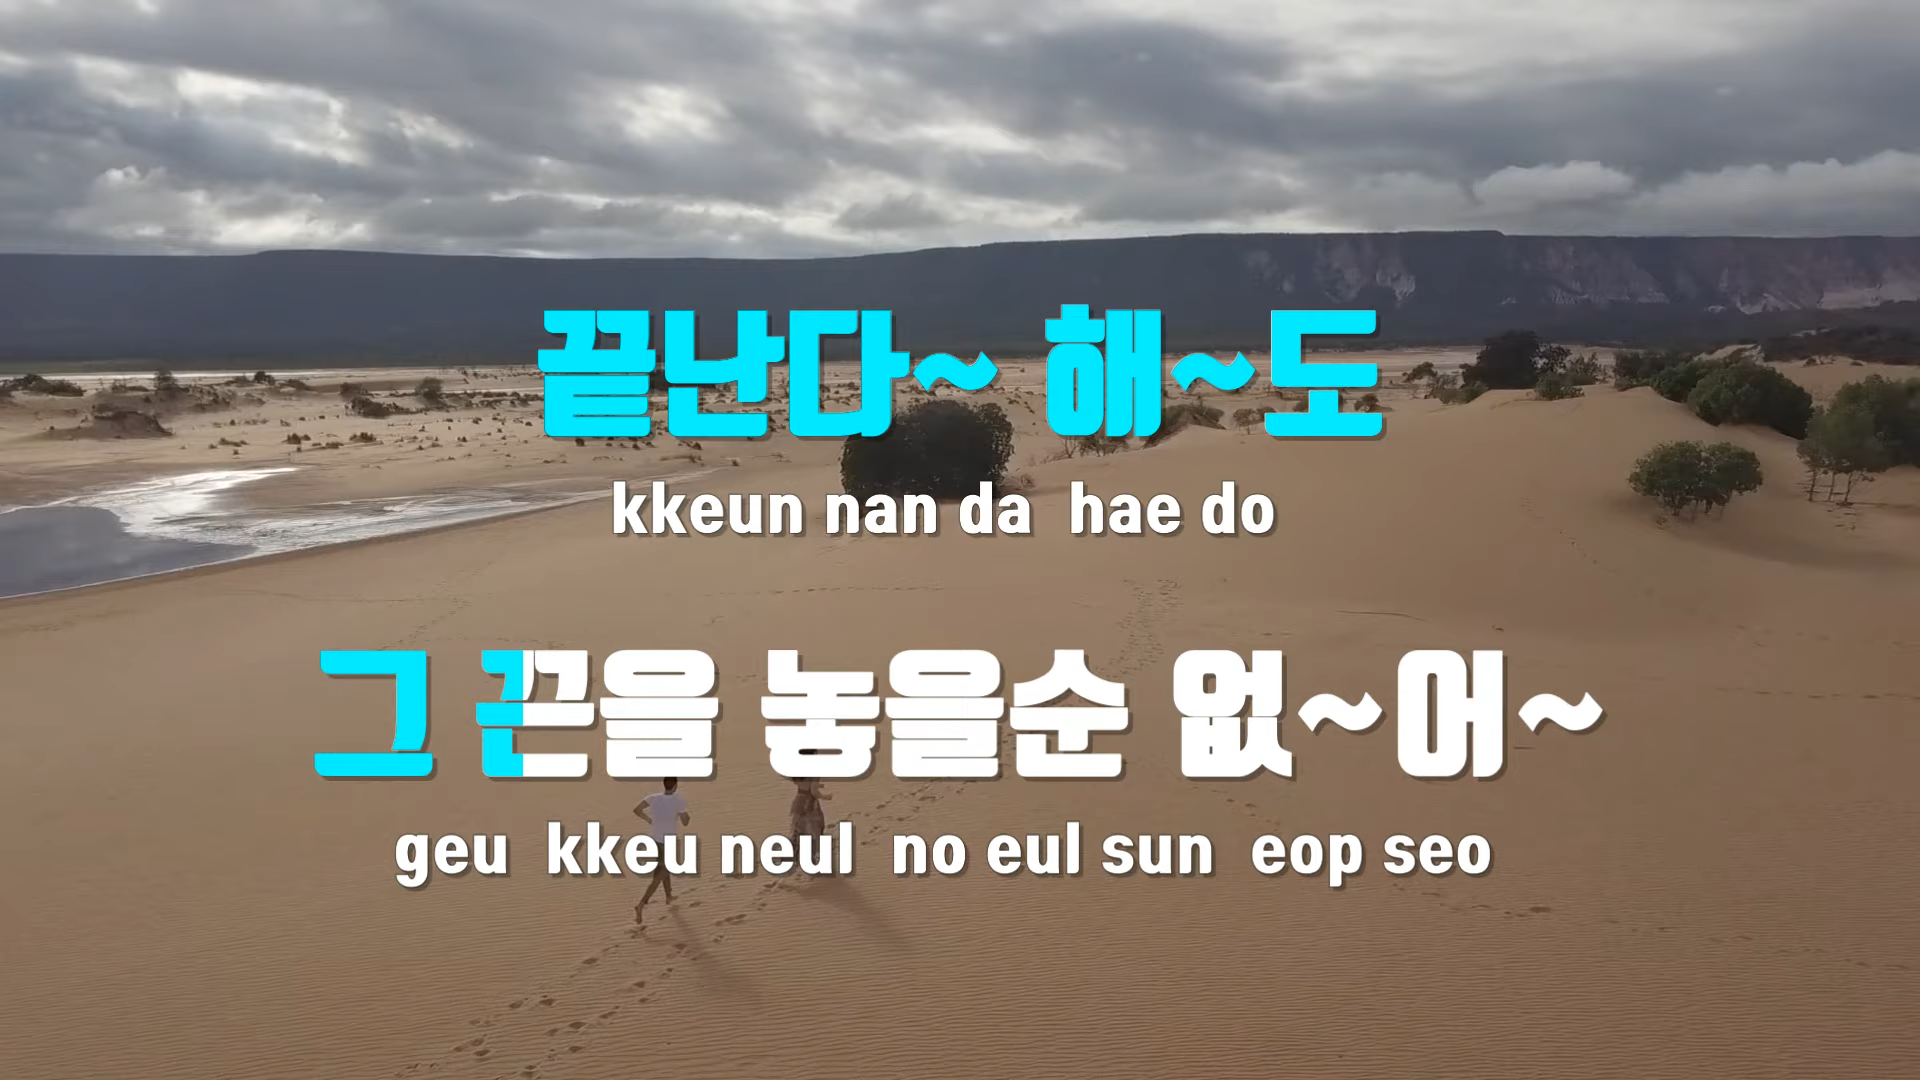 끝난다~ 해~도
kkeun nan da hae do
그 끈을 놓을순 없~어~
geu kkeu neul no eul sun eop seo